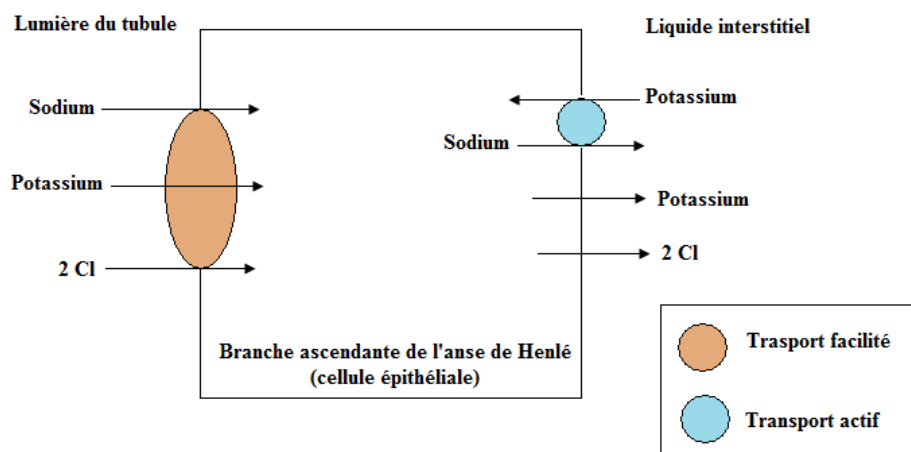 Lumière du tubule
Liquide interstitiel
Sodium
Potassium
Potassium
Sodium
Potassium
Potassium
2 Cl
2 Cl
Branche ascendante de l'anse de Henlé
(cellule épithéliale)
Trasport facilité
Transport actif